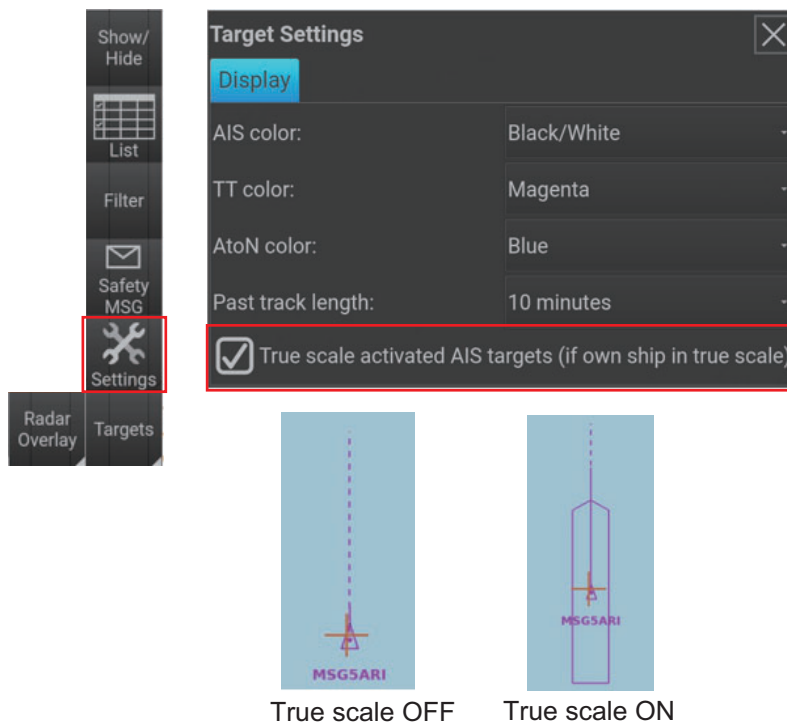 Show/
Hide
List
Filter
Safety
MSG
Settings
Radar
Overlay
Targets
Target Settings
Display
AIS color:
Black/White
TT color:
Magenta
AtoN color:
Blue
Past track length:
10 minutes
True scale activated AIS targets (if own ship in true scale)
MSG5ARI
MSG5ARI
True scale OFF
True scale ON